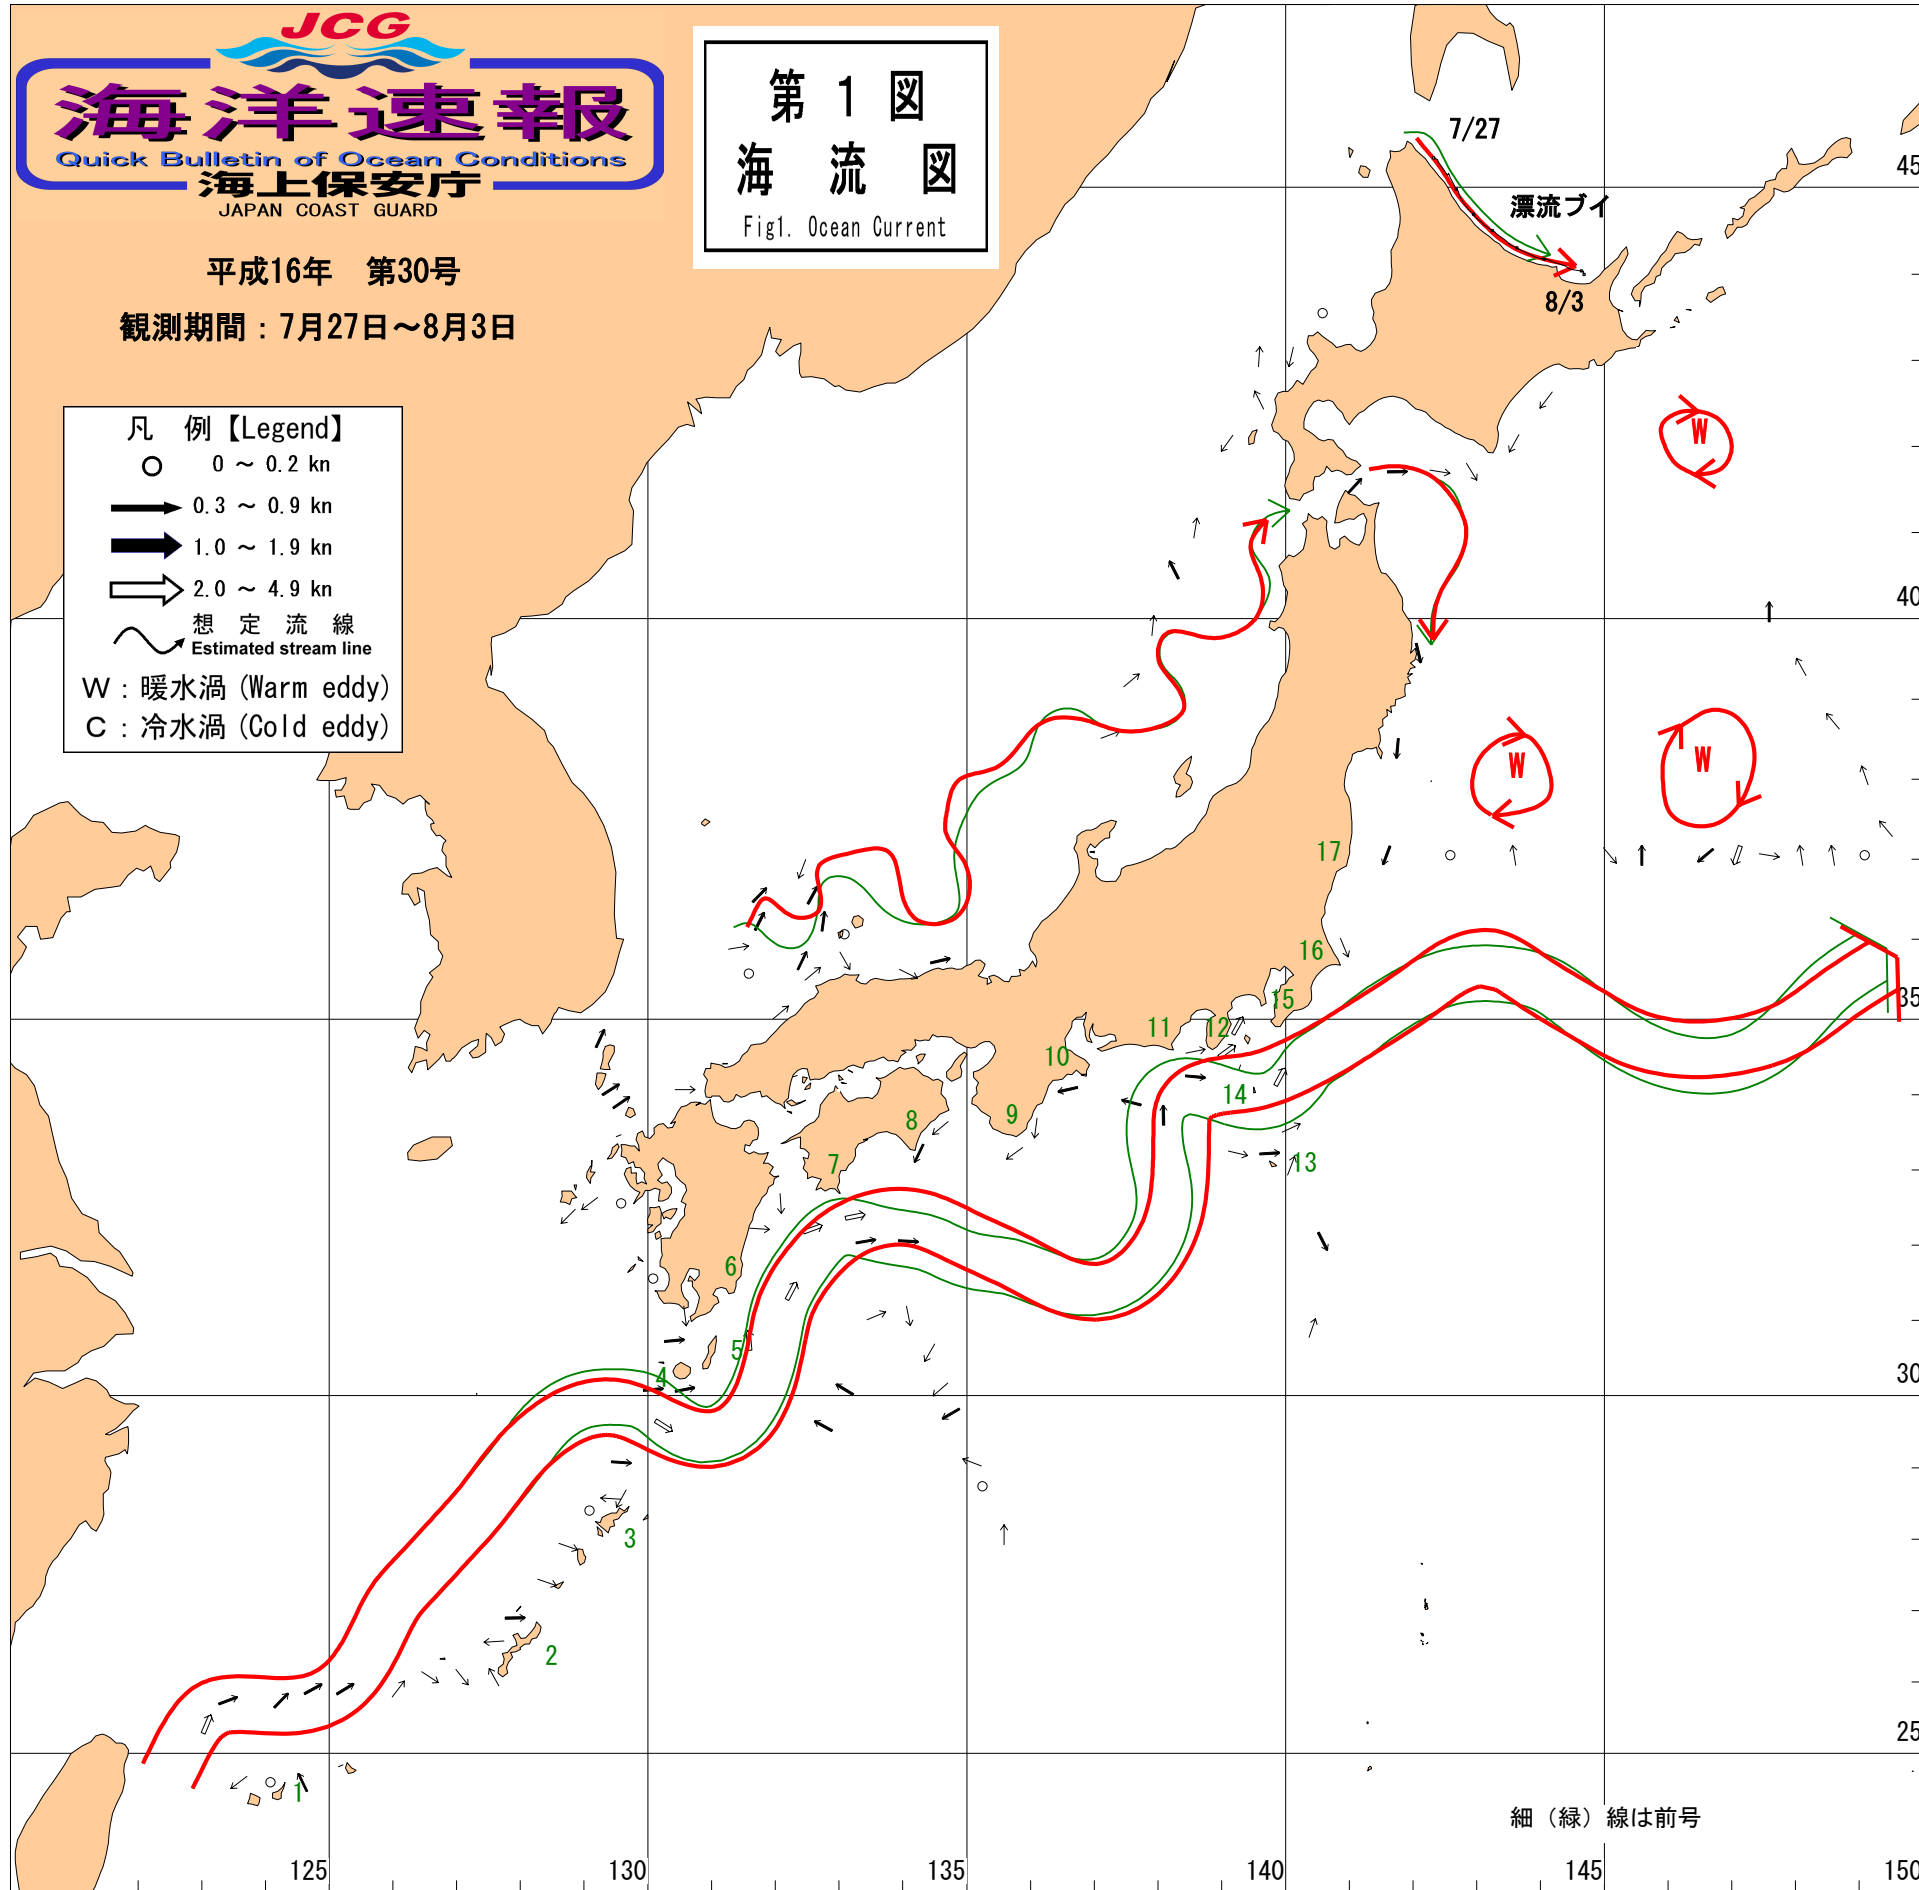 JCG
海洋速報
Quick Bulletin of Ocean Conditions
海上保安庁
JAPAN COAST GUARD
平成16年 第30号
観測期間：7月27日～8月3日
第 1 図
海 流 図
Fig1. Ocean Current
凡 例【Legend】
0 ～ 0.2 kn
0.3 ～ 0.9 kn
1.0 ～ 1.9 kn
2.0 ～ 4.9 kn
想 定 流 線
Estimated stream line
W：暖水渦(Warm eddy)
C：冷水渦(Cold eddy)
7/27
45
漂流ブイ
8/3
W
40
W
W
17
16
15
35
11
12
10
14
9
8
13
7
6
5
4
30
3
2
25
1
細（緑）線は前号
125
130
135
140
145
150